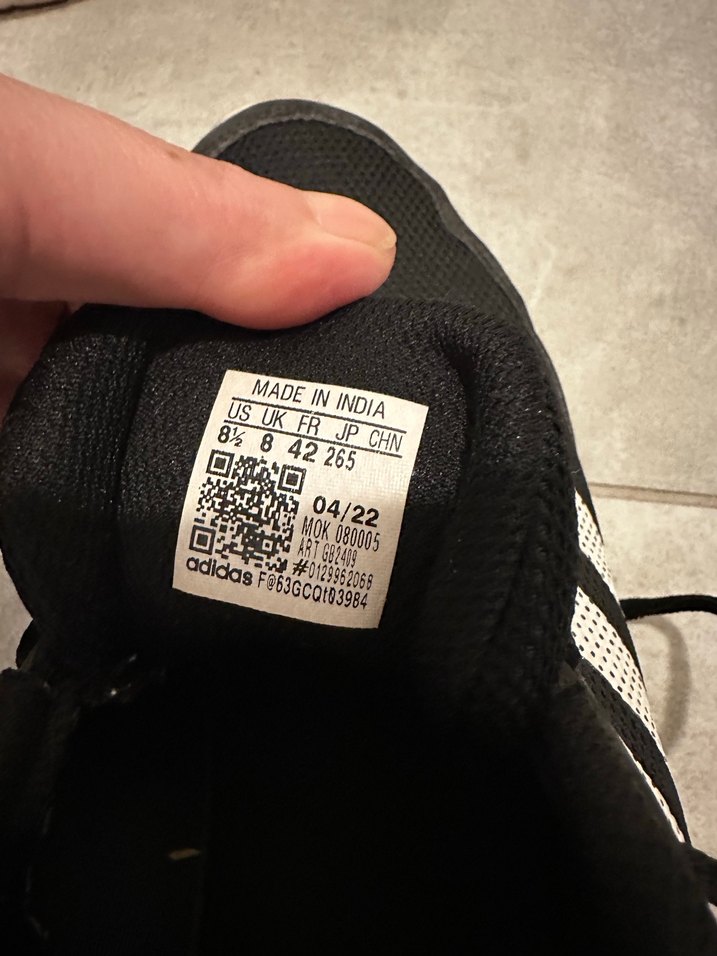 MADE IN INDIA
US UK FR JP CHN
8½ 8 42 265
04/22
MOK 080005
ART GB2409
#0129962068
adidas F@63GCQt03984